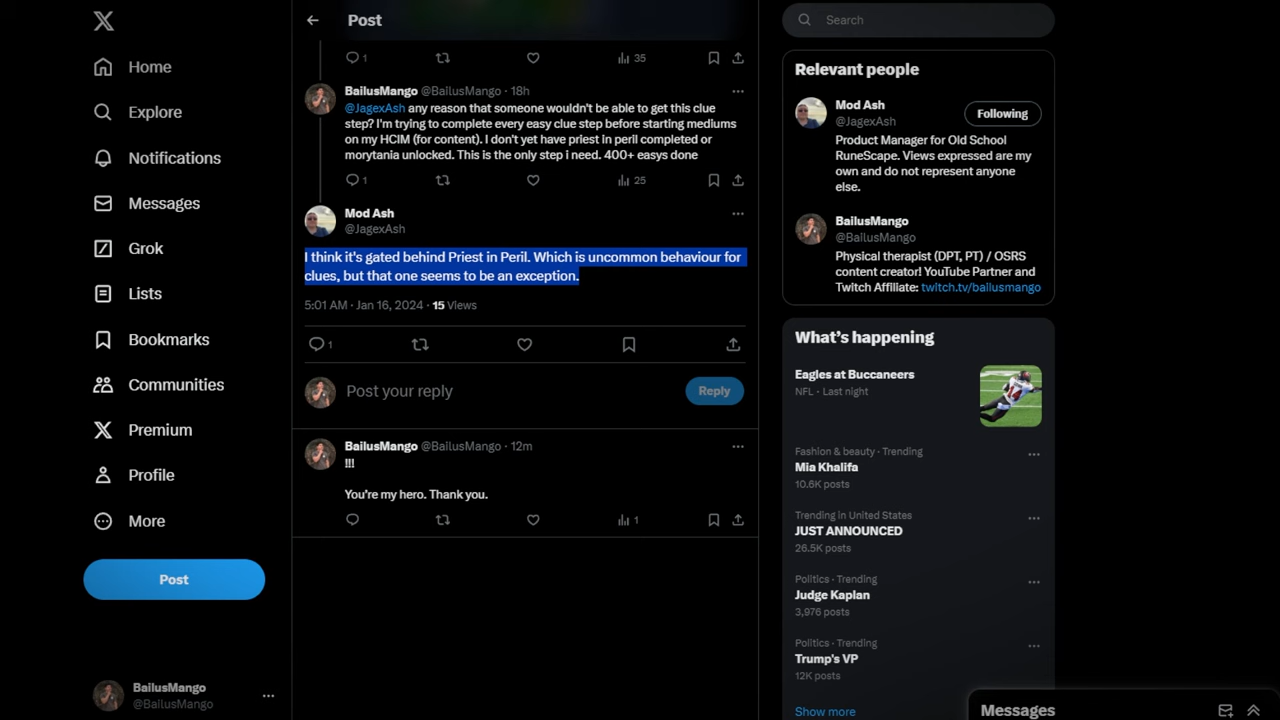 Home
Explore
Notifications
Messages
Grok
Lists
Bookmarks
Communities
Premium
Profile
More
Post
BailusMango
@BailusMango
Post
1
35
BailusMango @BailusMango · 18h
@JagexAsh any reason that someone wouldn't be able to get this clue
step? I'm trying to complete every easy clue step before starting mediums
on my HCIM (for content). I don't yet have priest in peril completed or
morytania unlocked. This is the only step i need. 400+ easys done
1
25
Mod Ash
@JagexAsh
I think it's gated behind Priest in Peril. Which is uncommon behaviour for
clues, but that one seems to be an exception.
5:01 AM · Jan 16, 2024 · 15 Views
1
Post your reply
Reply
BailusMango @BailusMango · 12m
!!!
You're my hero. Thank you.
1
Search
Relevant people
Mod Ash
@JagexAsh
Following
Product Manager for Old School
RuneScape. Views expressed are my
own and do not represent anyone
else.
BailusMango
@BailusMango
Physical therapist (DPT, PT) / OSRS
content creator! YouTube Partner and
Twitch Affiliate: twitch.tv/bailusmango
What's happening
Eagles at Buccaneers
NFL · Last night
Fashion & beauty · Trending
Mia Khalifa
10.6K posts
Trending in United States
JUST ANNOUNCED
26.5K posts
Politics · Trending
Judge Kaplan
3,976 posts
Politics · Trending
Trump's VP
12K posts
Show more
Messages